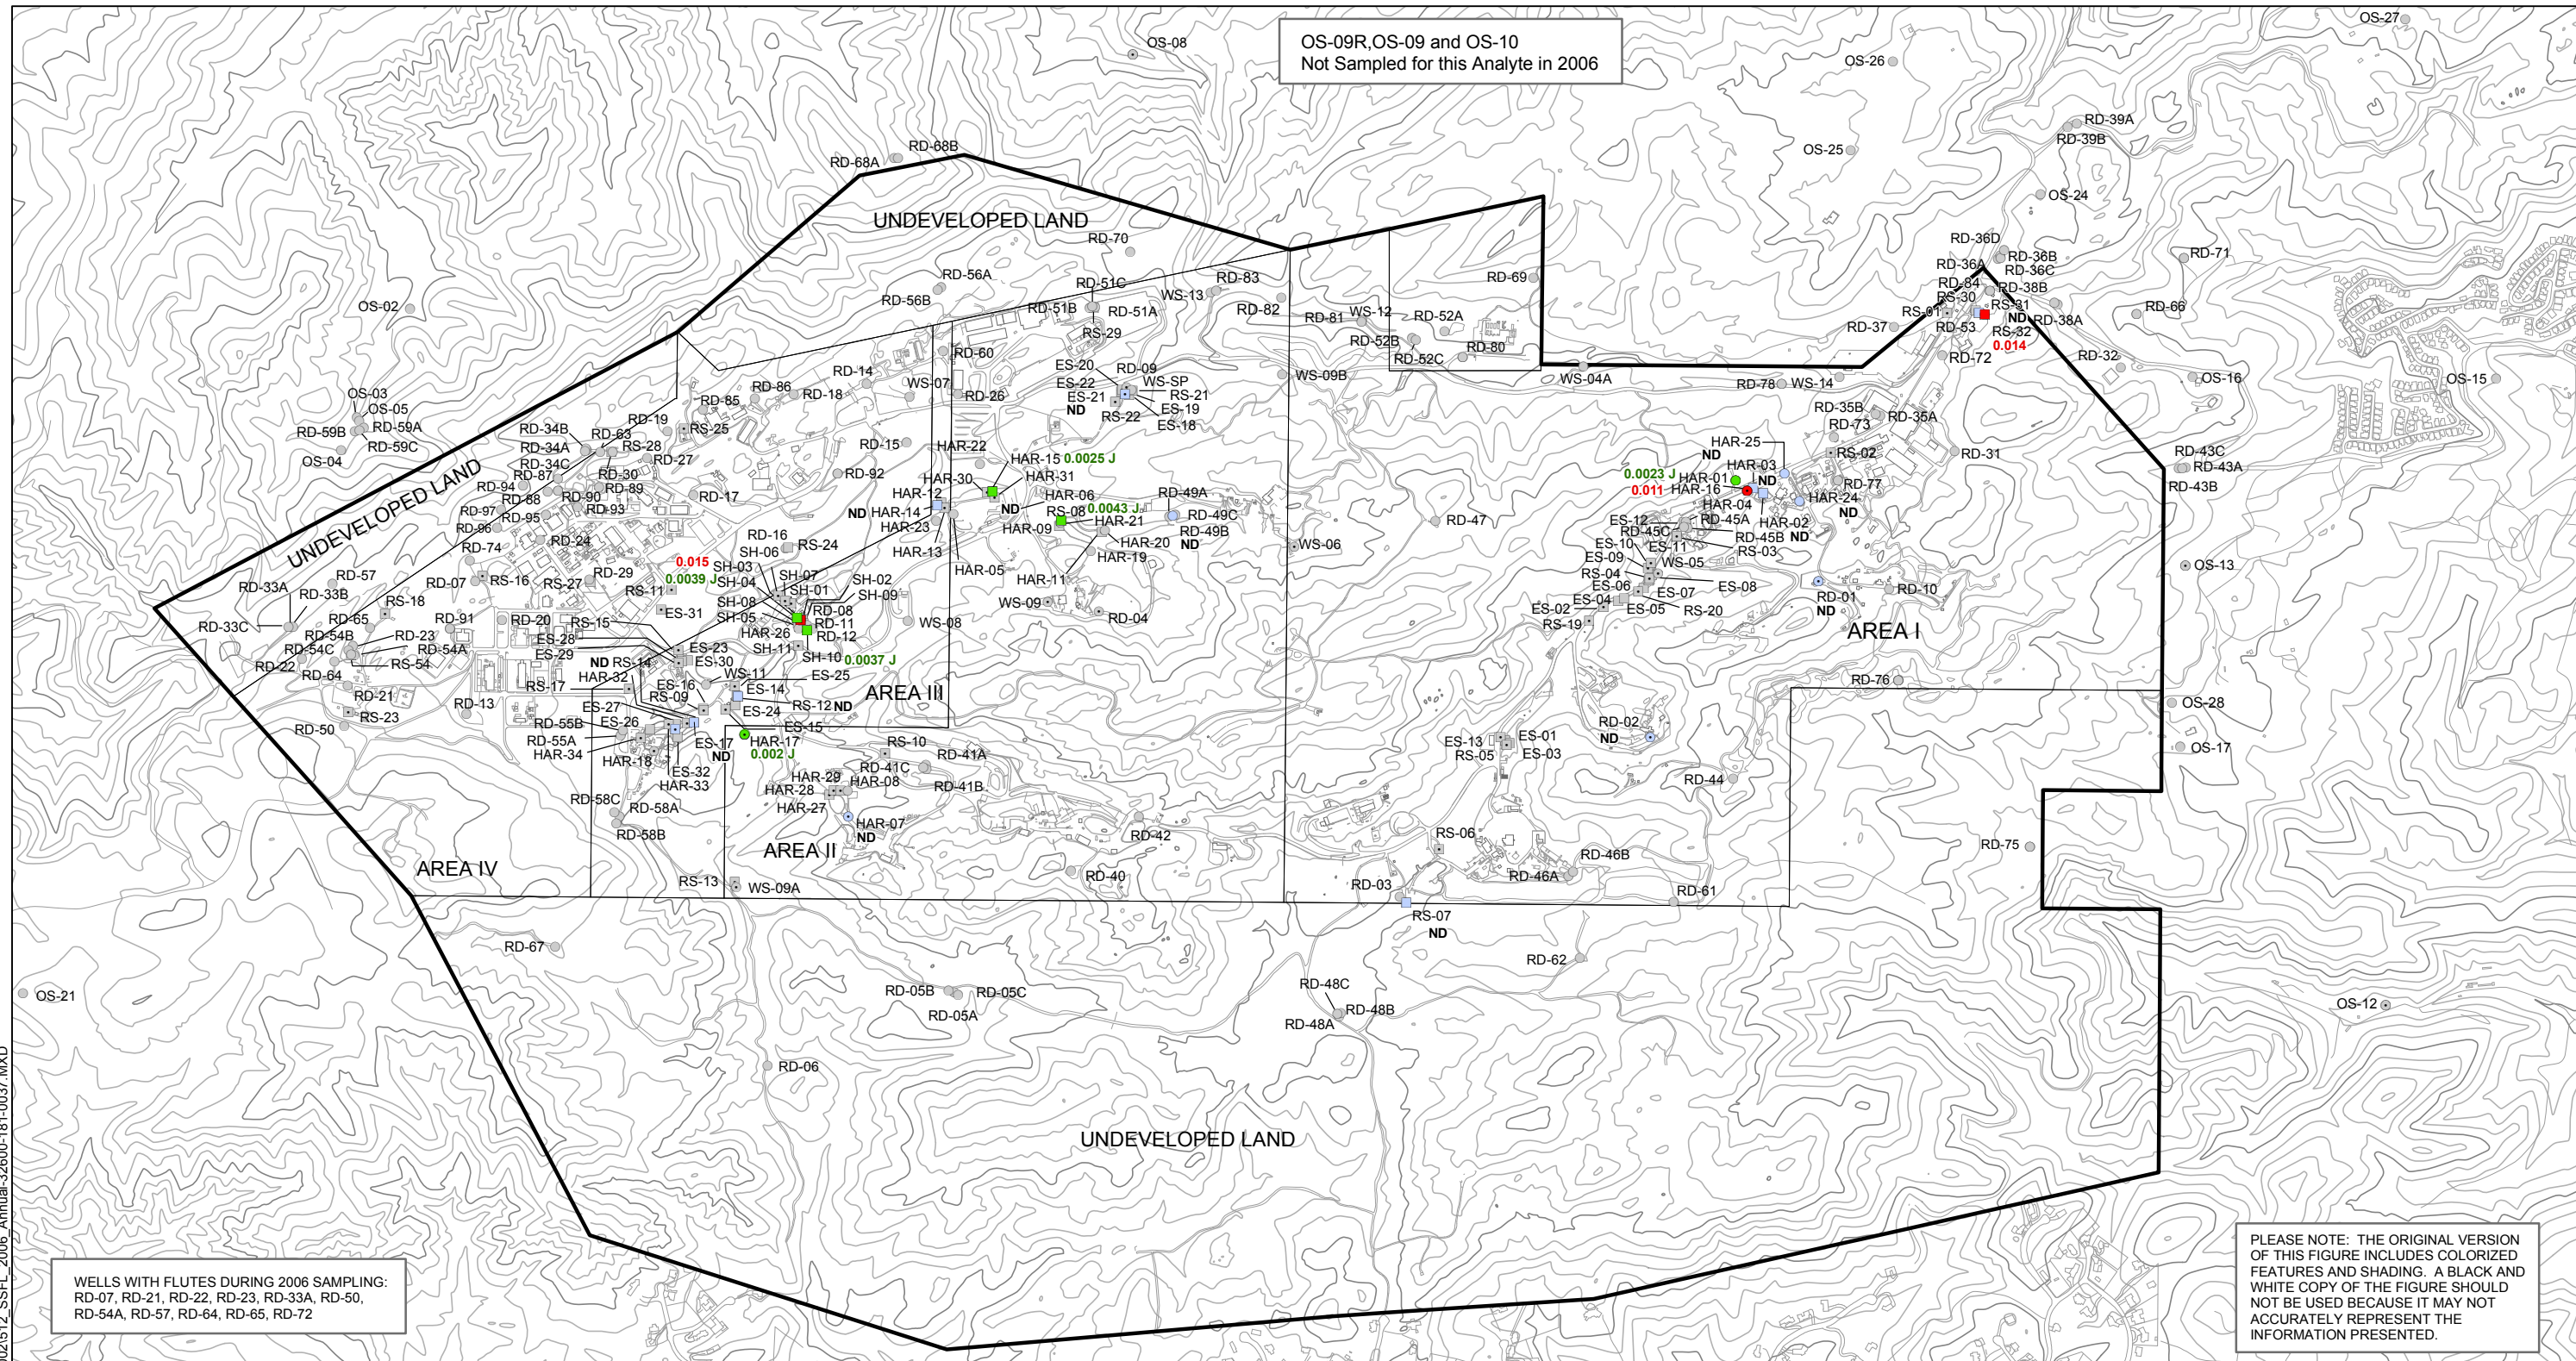 OS-27
OS-08
OS-09R,OS-09 and OS-10
Not Sampled for this Analyte in 2006
OS-26
OS-25
RD-39A
RD-39B
OS-24
RD-68B
RD-68A
UNDEVELOPED LAND
RD-70
RD-56A
RD-56B
RD-51C
RD-51B
RD-51A
RS-29
WS-13
RD-83
RD-82
RD-69
RD-81
WS-12
RD-52A
RD-52B
RD-52C
RD-80
RD-36D
RD-36B
RD-36A
RD-36C
RD-84
RD-38B
RS-30
RS-31
RS-01
ND
RD-38A
RD-53
RS-32
0.014
RD-37
RD-72
RD-71
RD-66
RD-32
OS-16
OS-15
OS-02
OS-03
OS-05
RD-59A
RD-59B
RD-59C
OS-04
RD-60
RD-14
RD-86
RD-18
WS-07
RD-26
RD-85
RD-19
RS-25
RD-34B
RD-63
RD-34A
RS-28
RD-34C
RD-27
RD-87
RD-30
RD-94
RD-88
RD-90
RD-89
RD-17
RD-97
RD-95
RD-93
RD-96
RD-15
RD-92
ES-20
RD-09
ES-22
WS-SP
ES-21
RS-21
ND
ES-19
RS-22
ES-18
WS-09B
WS-04A
RD-78
WS-14
RD-35B
RD-35A
RD-73
HAR-25
RS-02
RD-31
ND
HAR-03
0.0023 J
HAR-01
ND
0.011
HAR-16
RD-77
HAR-04
HAR-24
ND
HAR-02
ND
RD-43C
RD-43A
RD-43B
HAR-22
HAR-15
0.0025 J
HAR-30
HAR-31
HAR-12
HAR-06
ND
HAR-14
ND
RS-08
0.0043 J
HAR-23
HAR-09
HAR-21
HAR-13
HAR-20
HAR-19
HAR-05
HAR-11
RD-49A
RD-49C
RD-49B
ND
RD-47
WS-06
ES-12
RD-45A
RD-45C
RD-45B
ES-10
ES-11
RS-03
ES-09
WS-05
RS-04
ES-08
ES-06
ES-07
ES-04
ES-05
RS-20
ES-02
RS-19
RD-01
ND
RD-10
OS-13
AREA I
UNDEVELOPED LAND
RD-24
RD-74
RD-07
RS-16
RS-27
RD-29
RS-11
ES-31
RD-16
RS-24
SH-06
0.015
SH-03
0.0039 J
SH-04
SH-07
SH-02
SH-01
SH-09
SH-08
RD-08
SH-05
RD-11
HAR-26
RD-12
SH-11
SH-10
0.0037 J
WS-08
WS-09
RD-04
RD-57
RD-33A
RD-33B
RD-33C
RS-18
RD-65
RD-91
RD-20
RD-54B
RD-23
RD-54C
RD-54A
RD-22
RS-54
RD-64
RD-21
RS-23
RD-13
RD-50
RS-15
ES-28
ES-29
ES-23
ES-30
ND
RS-14
HAR-32
RS-17
WS-11
ES-25
ES-16
ES-14
RS-09
RS-12
ND
ES-27
ES-24
RD-55B
ES-26
ES-15
RD-55A
ES-17
HAR-17
HAR-34
ND
0.002 J
HAR-18
ES-32
HAR-33
RD-58C
RD-58A
RD-58B
AREA III
RS-10
RD-41A
RD-41C
HAR-29
HAR-08
RD-41B
HAR-28
HAR-27
HAR-07
ND
AREA II
AREA IV
RS-13
WS-09A
RD-42
RD-40
RD-76
OS-28
OS-17
RD-02
ND
ES-13
ES-01
RS-05
ES-03
RD-44
RS-06
RD-75
RD-46B
RD-46A
RD-03
RD-61
RS-07
ND
RD-67
RD-62
OS-21
RD-05B
RD-05C
RD-05A
RD-48C
RD-48B
RD-48A
OS-12
RD-06
UNDEVELOPED LAND
WELLS WITH FLUTES DURING 2006 SAMPLING:
RD-07, RD-21, RD-22, RD-23, RD-33A, RD-50,
RD-54A, RD-57, RD-64, RD-65, RD-72
PLEASE NOTE: THE ORIGINAL VERSION
OF THIS FIGURE INCLUDES COLORIZED
FEATURES AND SHADING. A BLACK AND
WHITE COPY OF THE FIGURE SHOULD
NOT BE USED BECAUSE IT MAY NOT
ACCURATELY REPRESENT THE
INFORMATION PRESENTED.